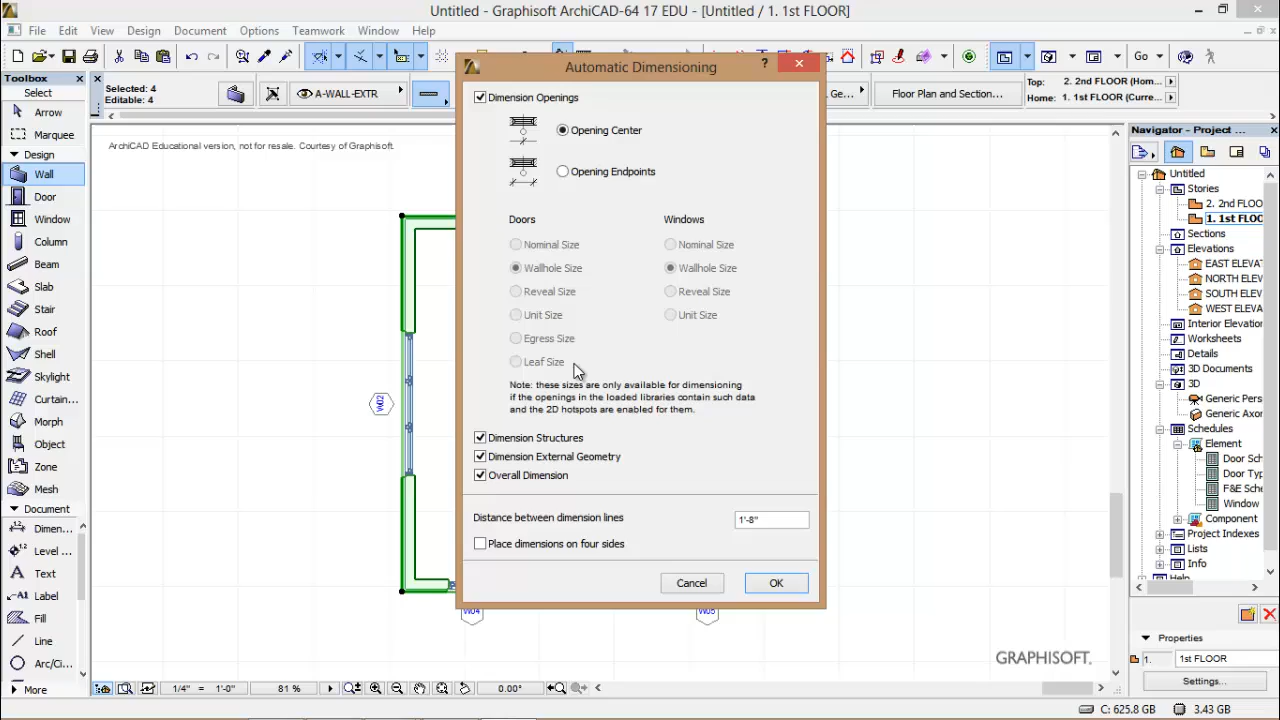 Untitled - Graphisoft ArchiCAD-64 17 EDU - [Untitled / 1. 1st FLOOR]
File Edit View Design Document Options Teamwork Window Help
Go
Toolbox
Select
Arrow
Marquee
Design
Wall
Door
Window
Column
Beam
Slab
Stair
Roof
Shell
Skylight
Curtain...
Morph
Object
Zone
Mesh
Document
Dimen...
Level ...
Text
Label
Fill
Line
Arc/Ci...
More
Selected: 4
Editable: 4
A-WALL-EXTR
Ge...
Floor Plan and Section...
Top: 2. 2nd FLOOR (Hom...
Home: 1. 1st FLOOR (Curre...
ArchiCAD Educational version, not for resale. Courtesy of Graphisoft.
W02
W04
W05
GRAPHISOFT.
Automatic Dimensioning
?
Dimension Openings
Opening Center
Opening Endpoints
Doors Windows
Nominal Size Nominal Size
Wallhole Size Wallhole Size
Reveal Size Reveal Size
Unit Size Unit Size
Egress Size
Leaf Size
Note: these sizes are only available for dimensioning
if the openings in the loaded libraries contain such data
and the 2D hotspots are enabled for them.
Dimension Structures
Dimension External Geometry
Overall Dimension
Distance between dimension lines 1'-8"
Place dimensions on four sides
Cancel OK
Navigator - Project ...
Untitled
Stories
2. 2nd FLOO
1. 1st FLOO
Sections
Elevations
EAST ELEVA
NORTH ELEV
SOUTH ELEV
WEST ELEVA
Interior Elevation
Worksheets
Details
3D Documents
3D
Generic Pers
Generic Axon
Schedules
Element
Door Sch
Door Typ
F&E Sche
Window
Component
Project Indexes
Lists
Info
Help
Properties
1. 1st FLOOR
Settings...
1/4" = 1'-0" 81 % 0.00°
C: 625.8 GB 3.43 GB